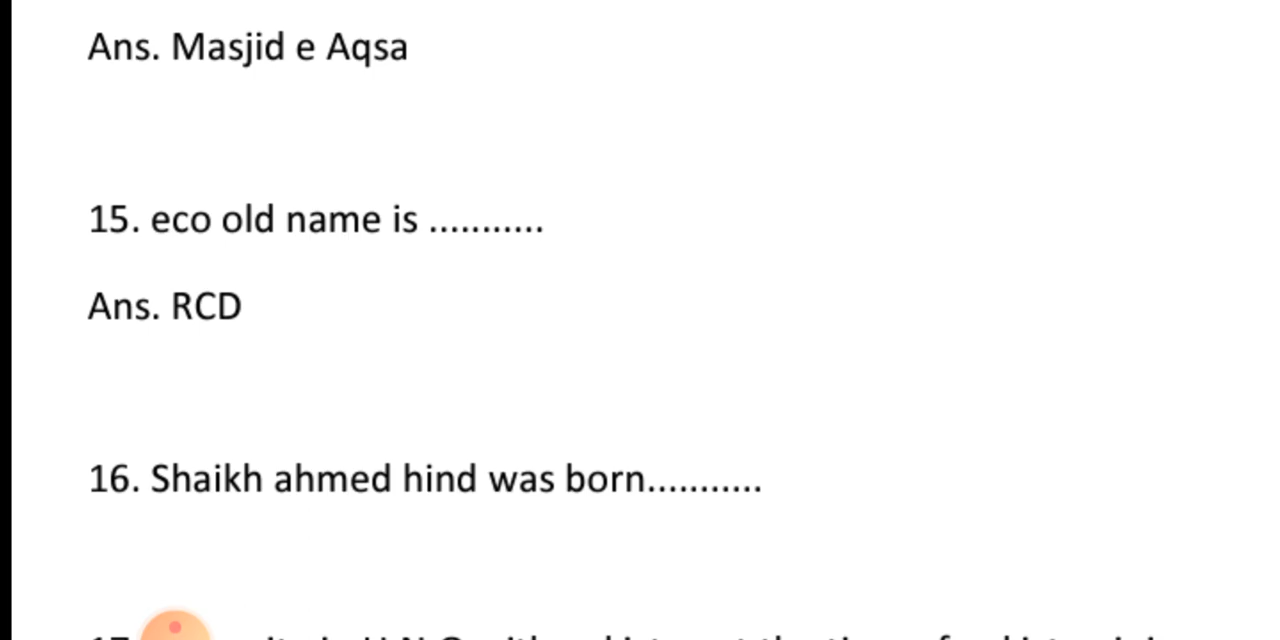 Ans. Masjid e Aqsa
15. eco old name is ...........
Ans. RCD
16. Shaikh ahmed hind was born...........